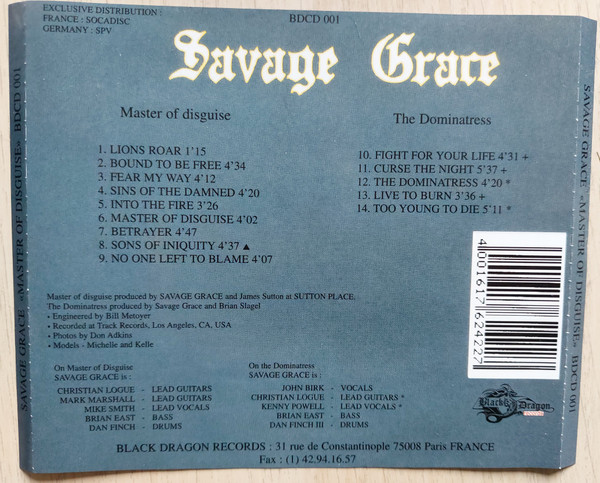 EXCLUSIVE DISTRIBUTION :
FRANCE : SOCADISC
GERMANY : SPV
BDCD 001
Savage Grace
Master of disguise
1. LIONS ROAR 1'15
2. BOUND TO BE FREE 4'34
3. FEAR MY WAY 4'12
4. SINS OF THE DAMNED 4'20
5. INTO THE FIRE 3'26
6. MASTER OF DISGUISE 4'02
7. BETRAYER 4'47
8. SONS OF INIQUITY 4'37 ▲
9. NO ONE LEFT TO BLAME 4'07
The Dominatress
10. FIGHT FOR YOUR LIFE 4'31 +
11. CURSE THE NIGHT 5'37 +
12. THE DOMINATRESS 4'20 *
13. LIVE TO BURN 3'36 +
14. TOO YOUNG TO DIE 5'11 *
4001617624227
Master of disguise produced by SAVAGE GRACE and James Sutton at SUTTON PLACE.
The Dominatress produced by Savage Grace and Brian Slagel
• Engineered by Bill Metoyer
• Recorded at Track Records, Los Angeles, CA. USA
• Photos by Don Adkins
• Models - Michelle and Kelle
On Master of Disguise
SAVAGE GRACE is :
CHRISTIAN LOGUE - LEAD GUITARS
MARK MARSHALL - LEAD GUITARS
MIKE SMITH - LEAD VOCALS
BRIAN EAST - BASS
DAN FINCH - DRUMS
On the Dominatress
SAVAGE GRACE is :
JOHN BIRK - VOCALS
CHRISTIAN LOGUE - LEAD GUITARS *
KENNY POWELL - LEAD VOCALS *
BRIAN EAST - BASS
DAN FINCH III - DRUMS
Black Dragon
RECORDS
BLACK DRAGON RECORDS : 31 rue de Constantinople 75008 Paris FRANCE
Fax : (1) 42.94.16.57
SAVAGE GRACE «MASTER OF DISGUISE» BDCD 001
SAVAGE GRACE «MASTER OF DISGUISE» BDCD 001